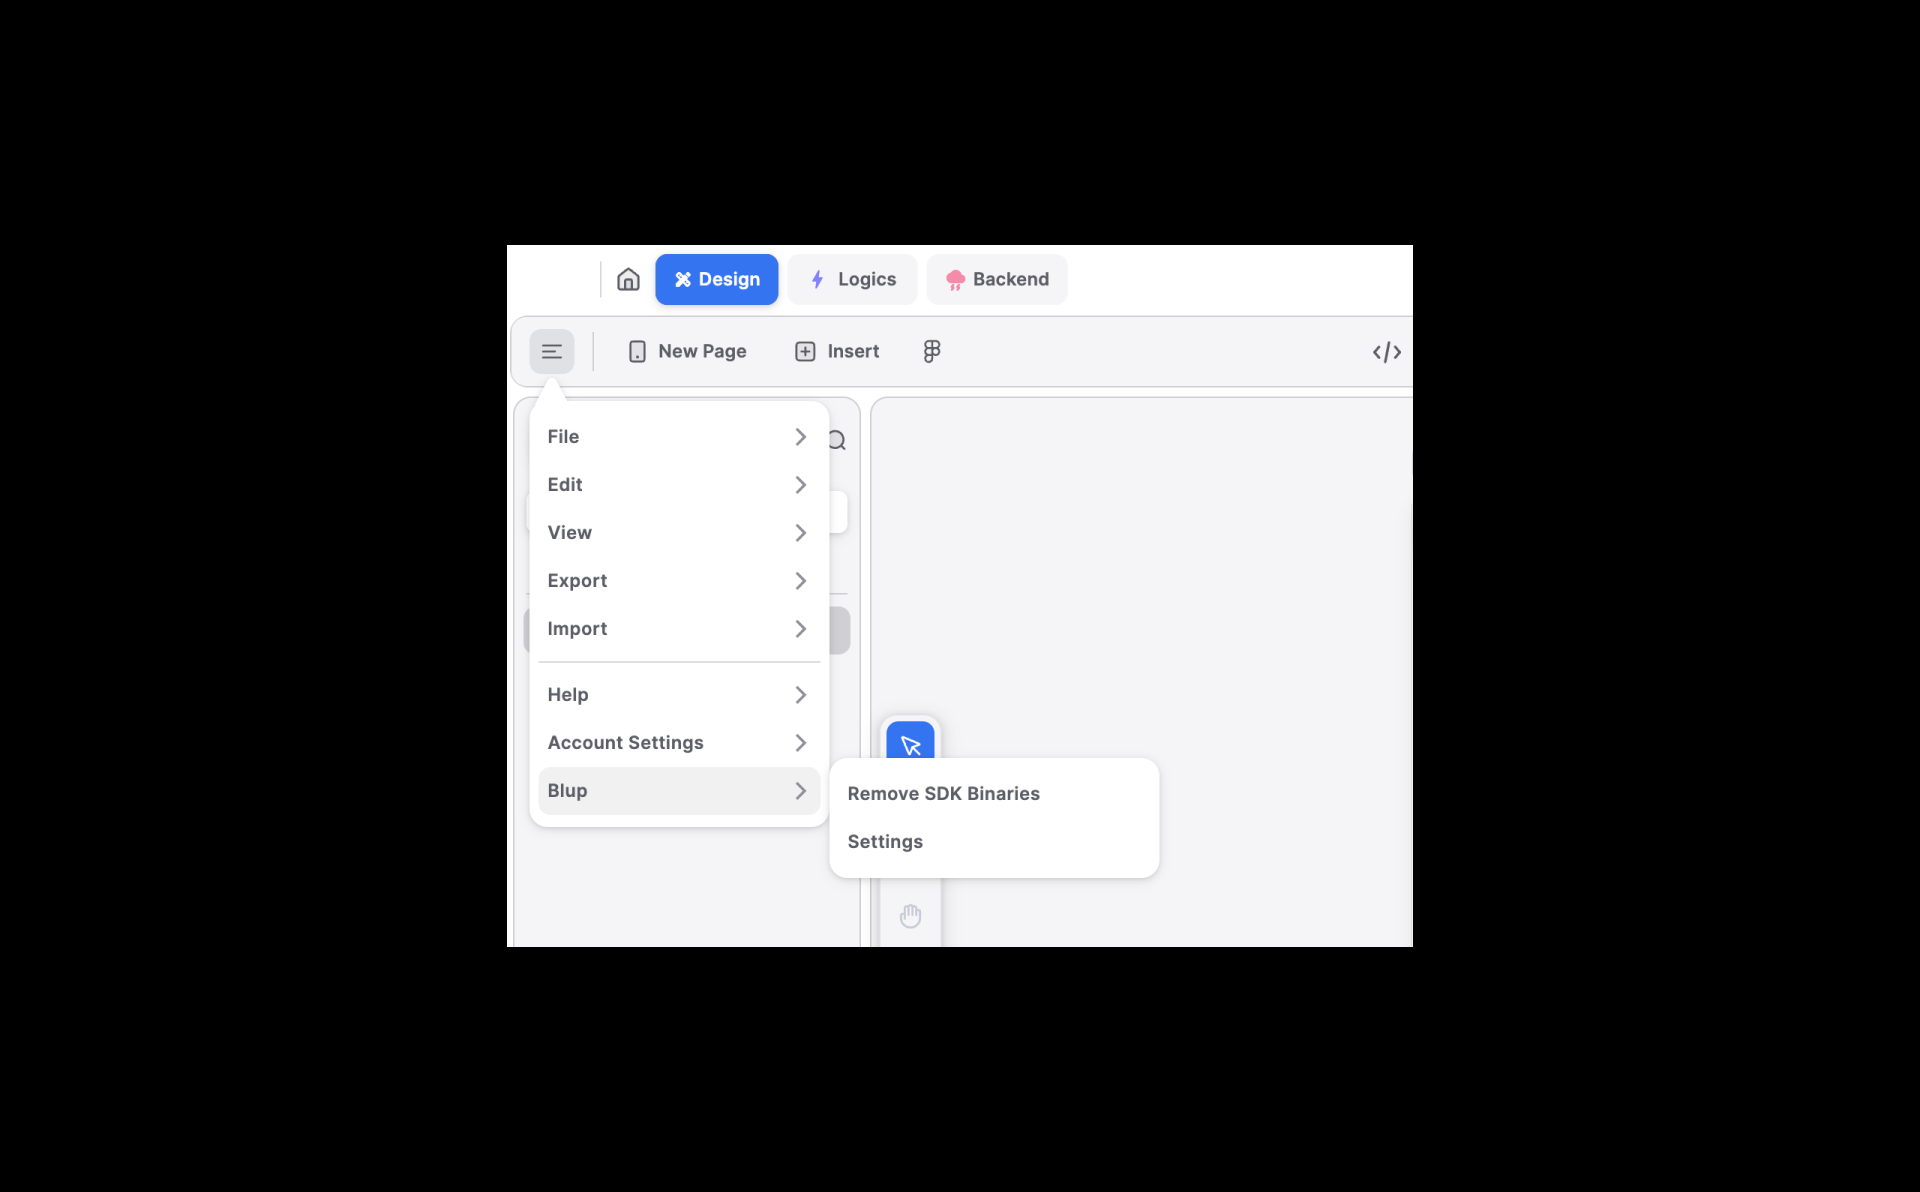 Design
Logics
Backend
New Page
Insert
File
Edit
View
Export
Import
Help
Account Settings
Blup
Remove SDK Binaries
Settings